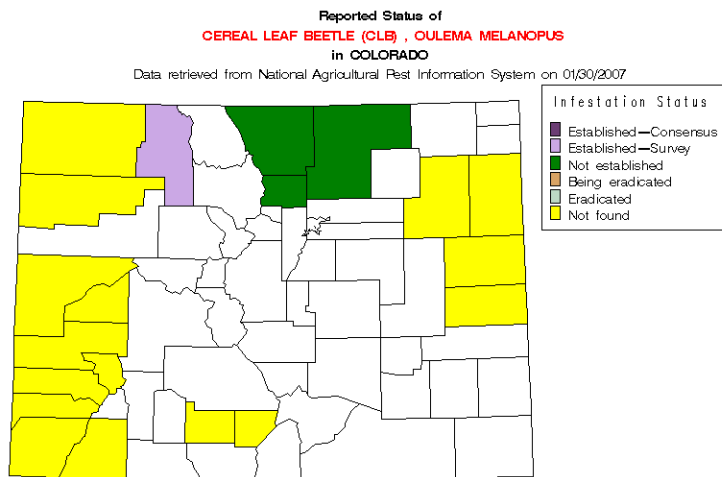 Reported Status of
CEREAL LEAF BEETLE (CLB) , OULEMA MELANOPUS
in COLORADO
Data retrieved from National Agricultural Pest Information System on 01/30/2007
Infestation Status
Established—Consensus
Established—Survey
Not established
Being eradicated
Eradicated
Not found